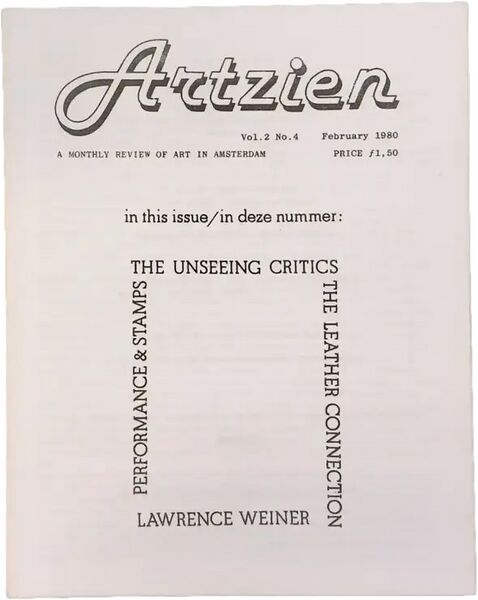 Artzien
Vol.2 No.4 February 1980
A MONTHLY REVIEW OF ART IN AMSTERDAM PRICE ƒ1,50
in this issue/in deze nummer:
THE UNSEEING CRITICS
PERFORMANCE & STAMPS
THE LEATHER CONNECTION
LAWRENCE WEINER